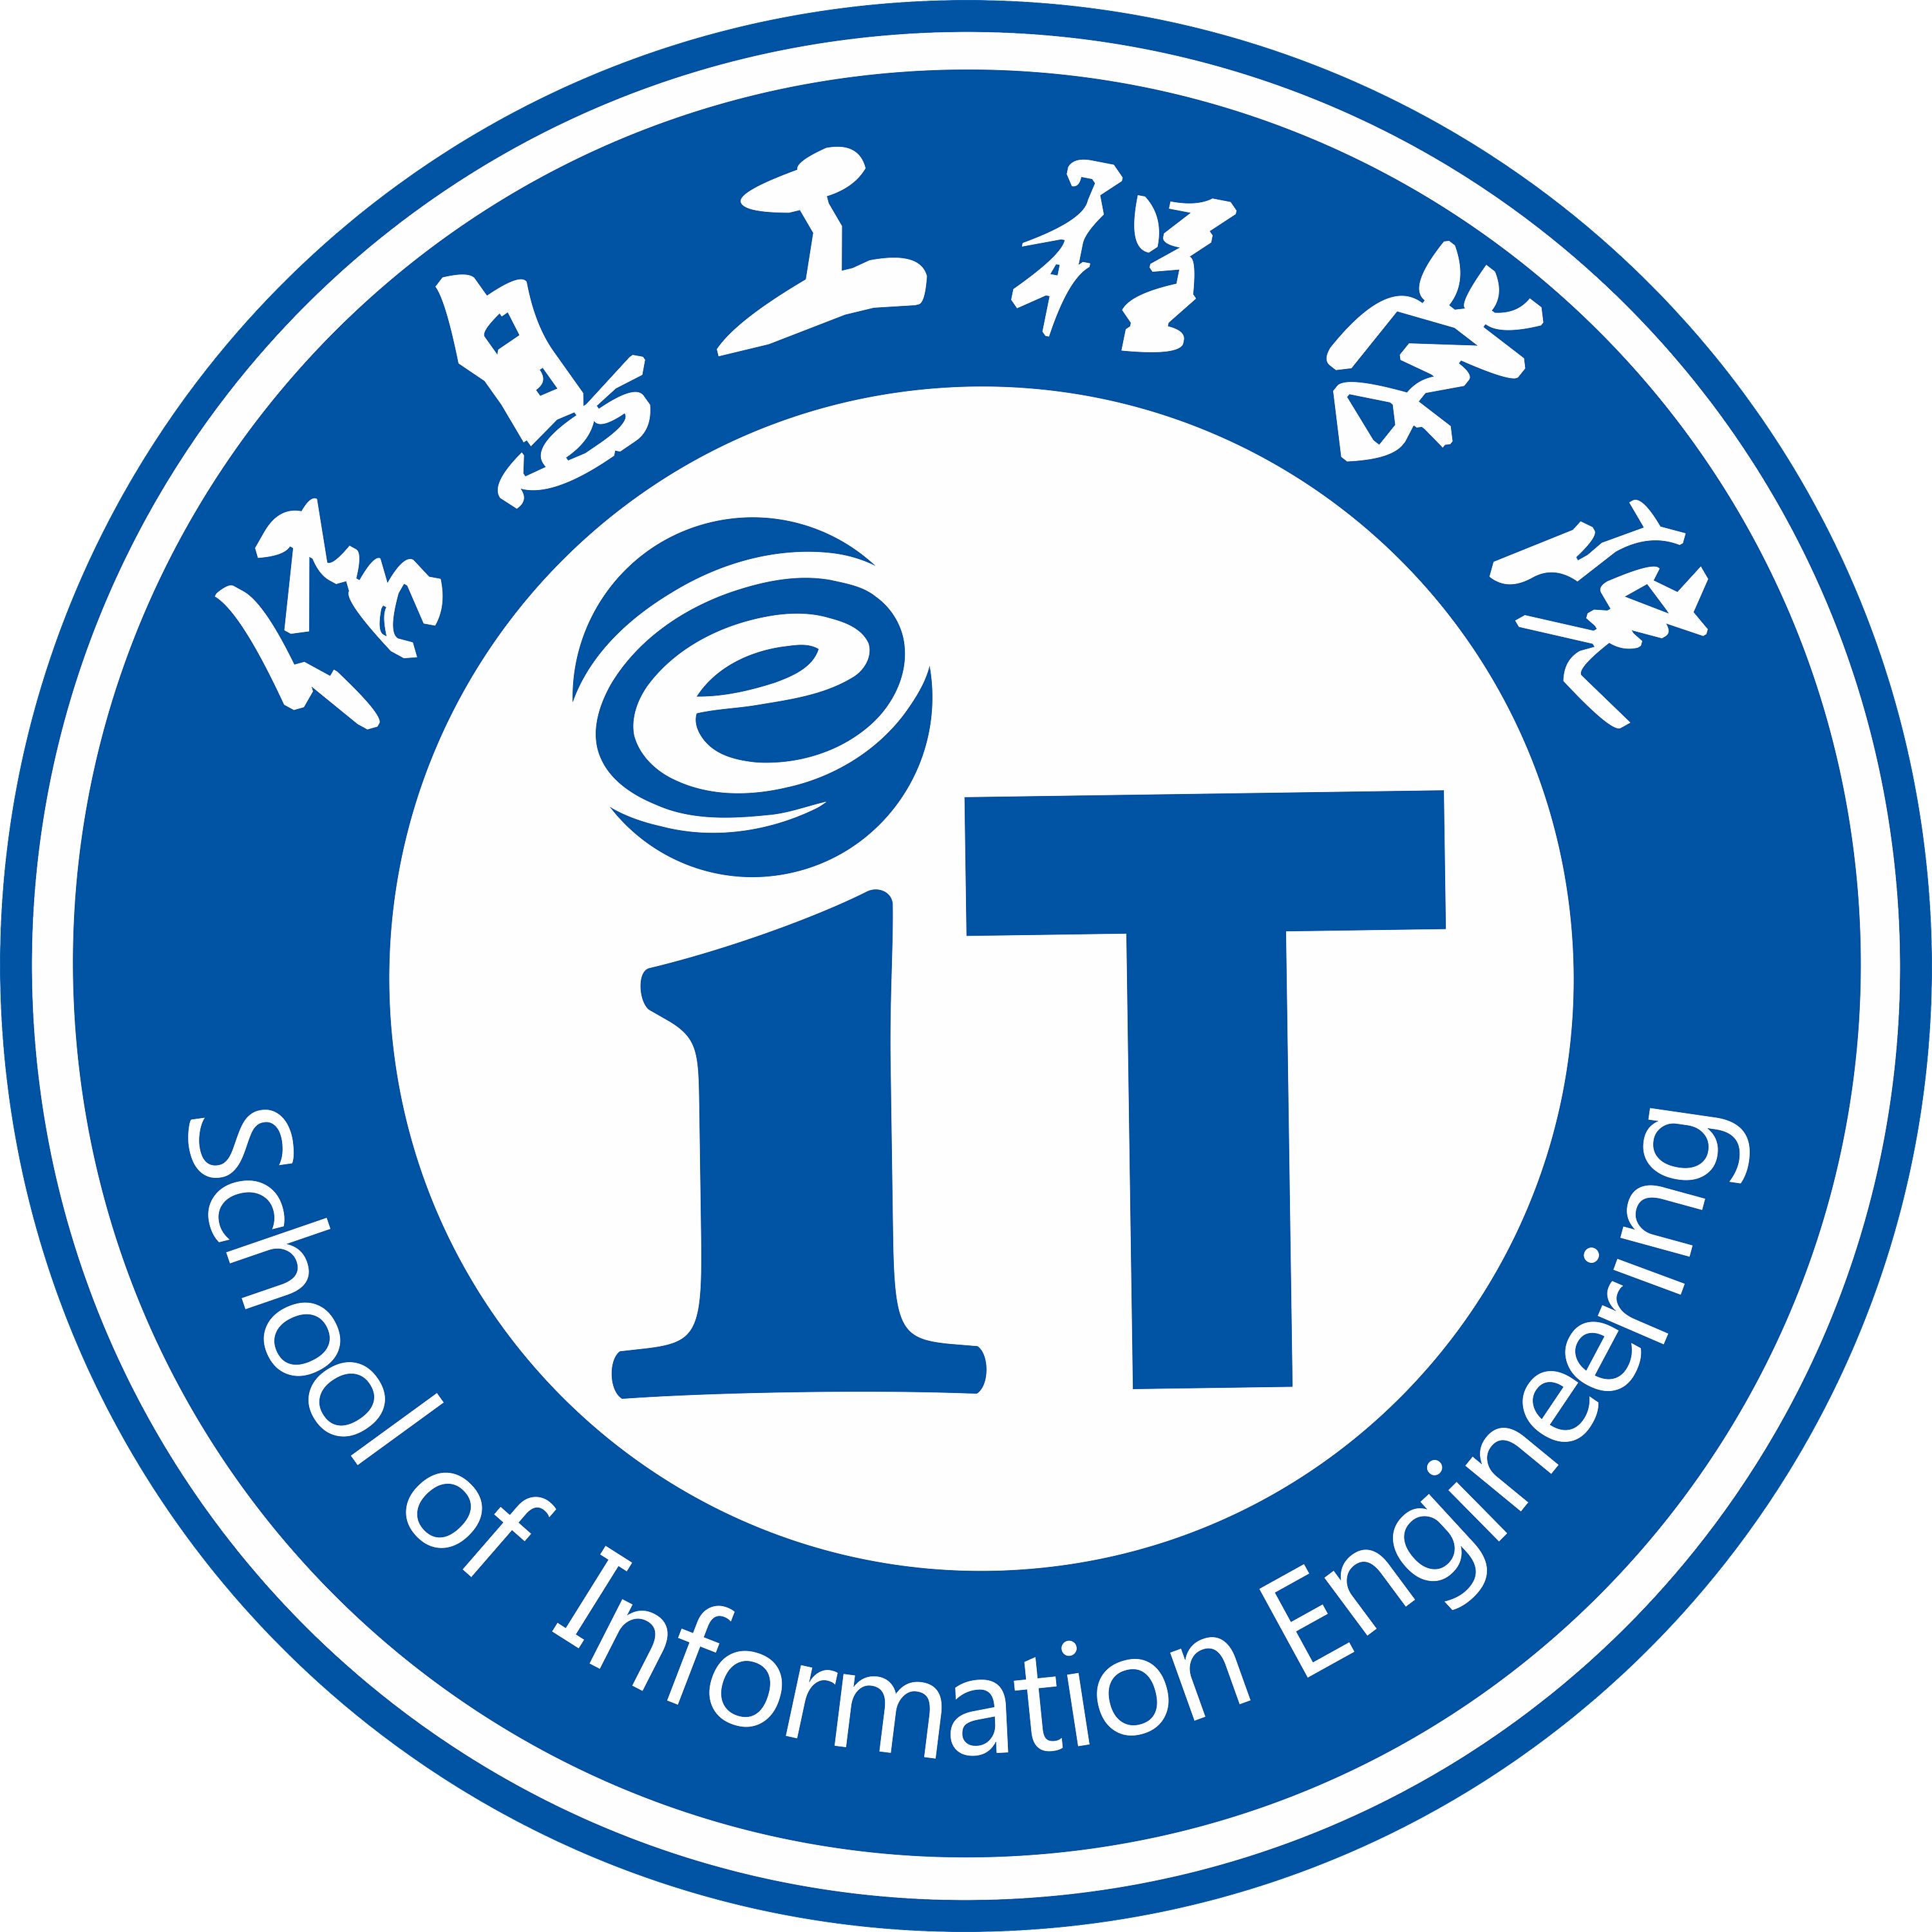 信息工程学院
School of Information Engineering
iT